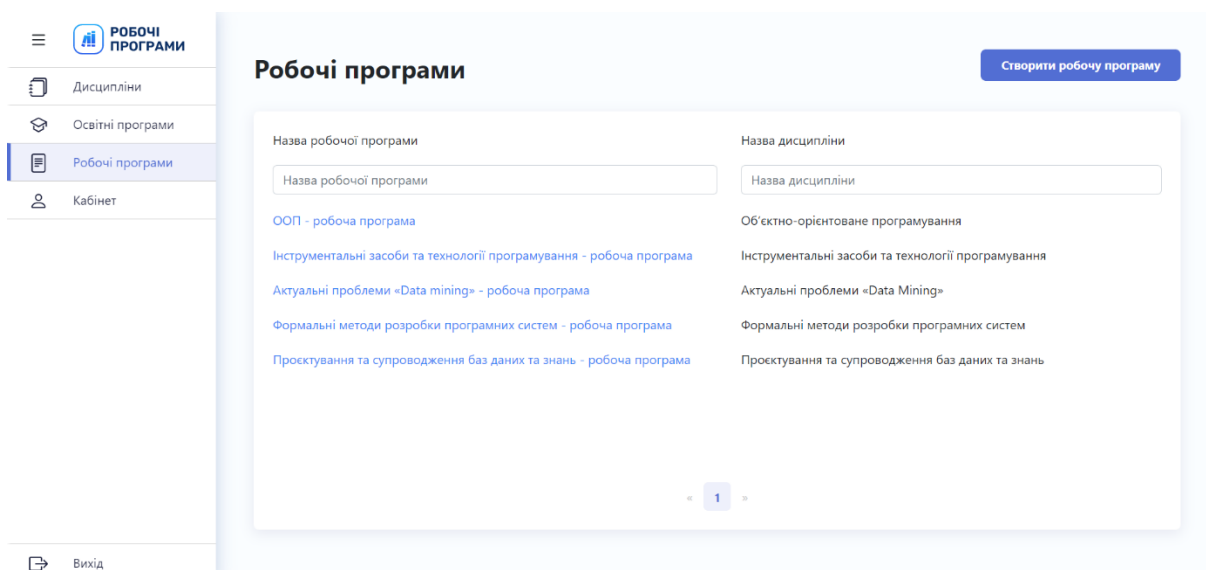 РОБОЧІ
ПРОГРАМИ
Дисципліни
Освітні програми
Робочі програми
Кабінет
Вихід
Робочі програми
Створити робочу програму
Назва робочої програми Назва дисципліни
Назва робочої програми Назва дисципліни
ООП - робоча програма Об'єктно-орієнтоване програмування
Інструментальні засоби та технології програмування - робоча програма Інструментальні засоби та технології програмування
Актуальні проблеми «Data mining» - робоча програма Актуальні проблеми «Data Mining»
Формальні методи розробки програмних систем - робоча програма Формальні методи розробки програмних систем
Проєктування та супроводження баз даних та знань - робоча програма Проєктування та супроводження баз даних та знань
« 1 »